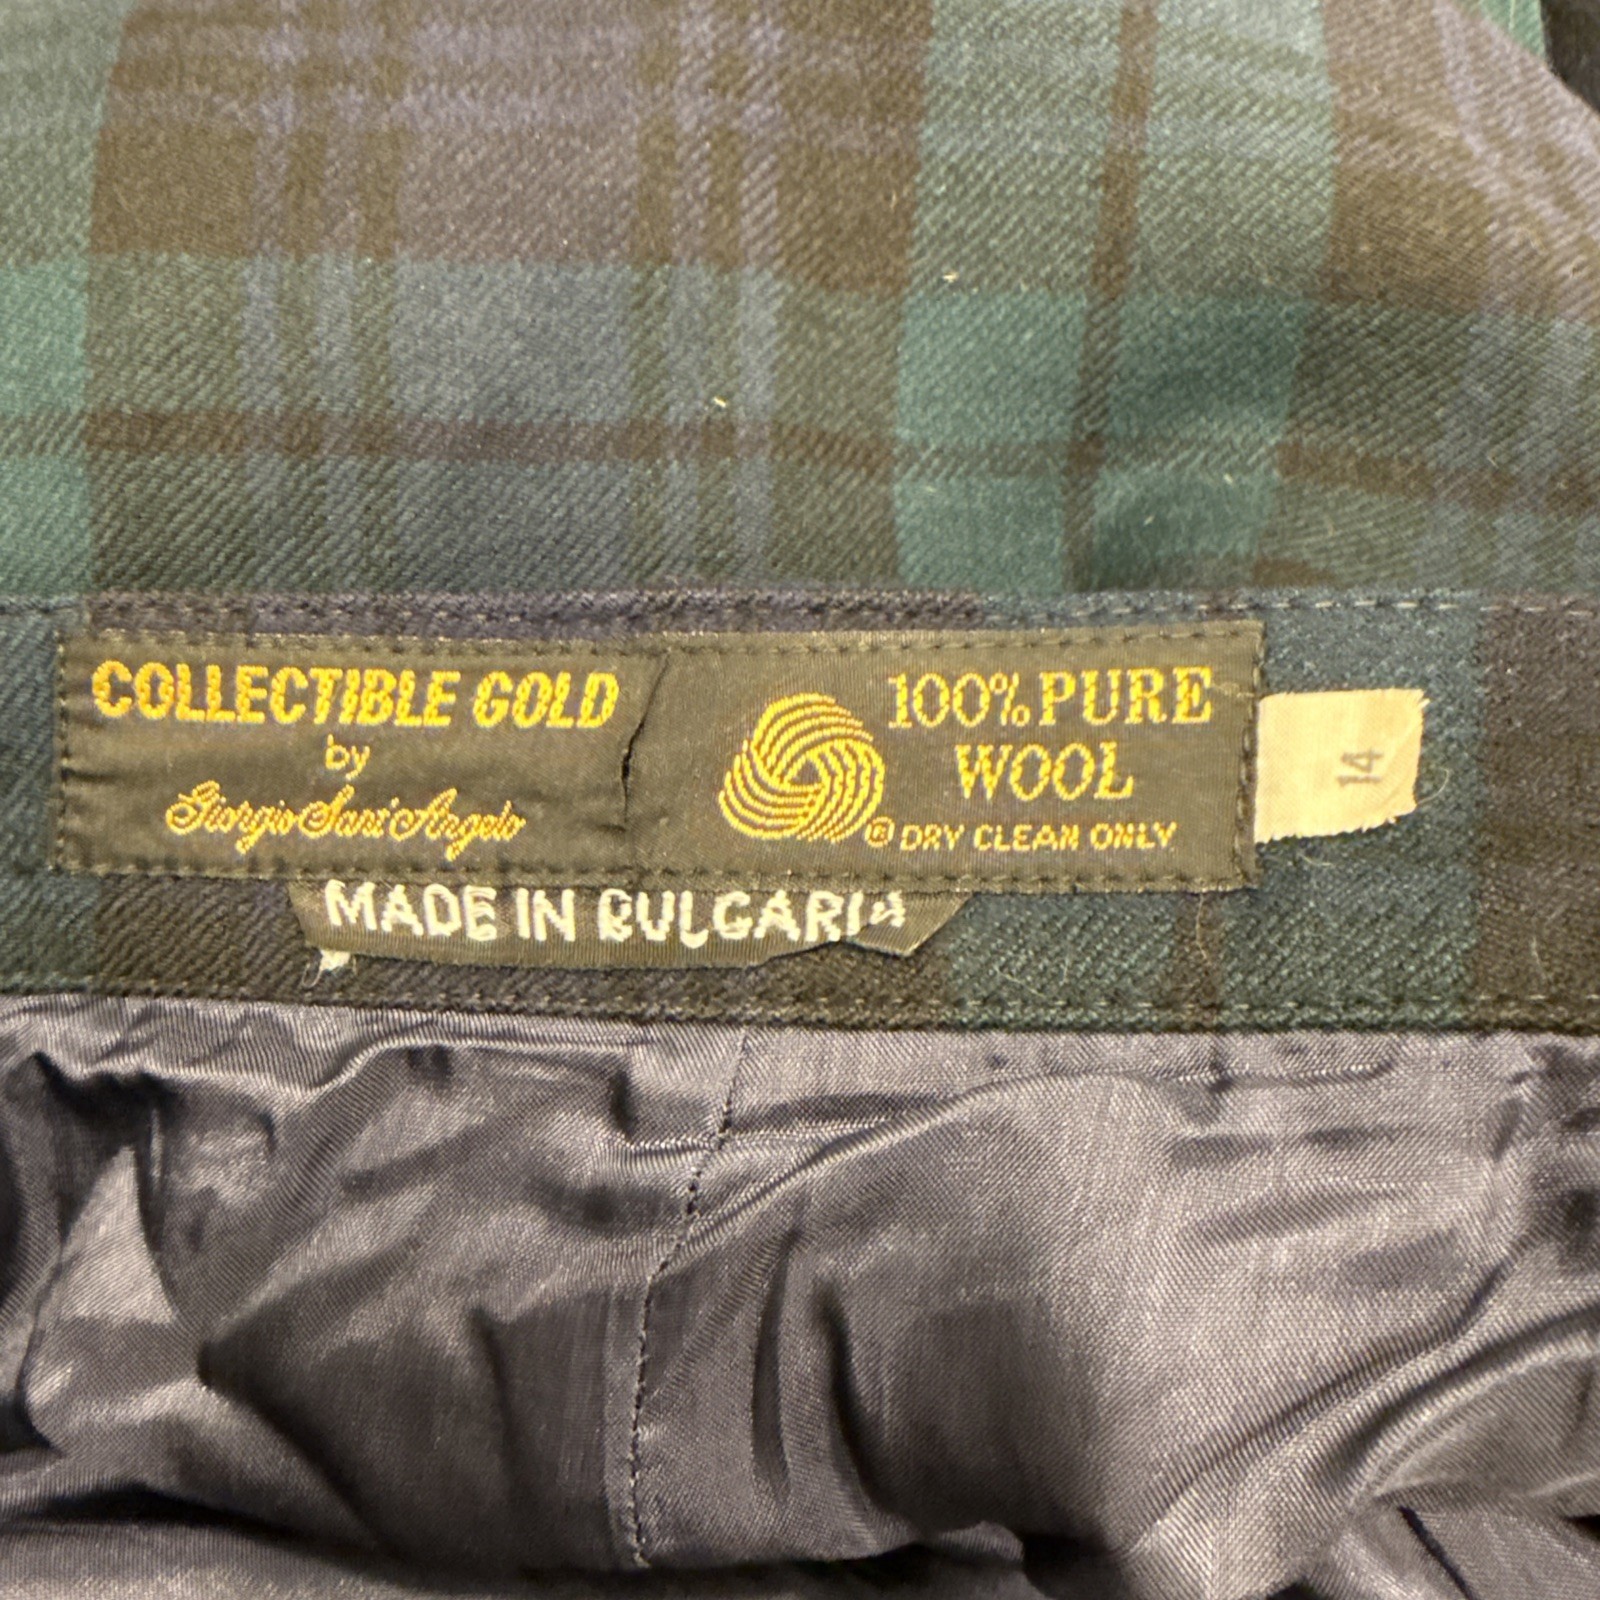 COLLECTIBLE GOLD
by
Giorgio Sant'Angelo
100% PURE
WOOL
® DRY CLEAN ONLY
14
MADE IN BULGARIA